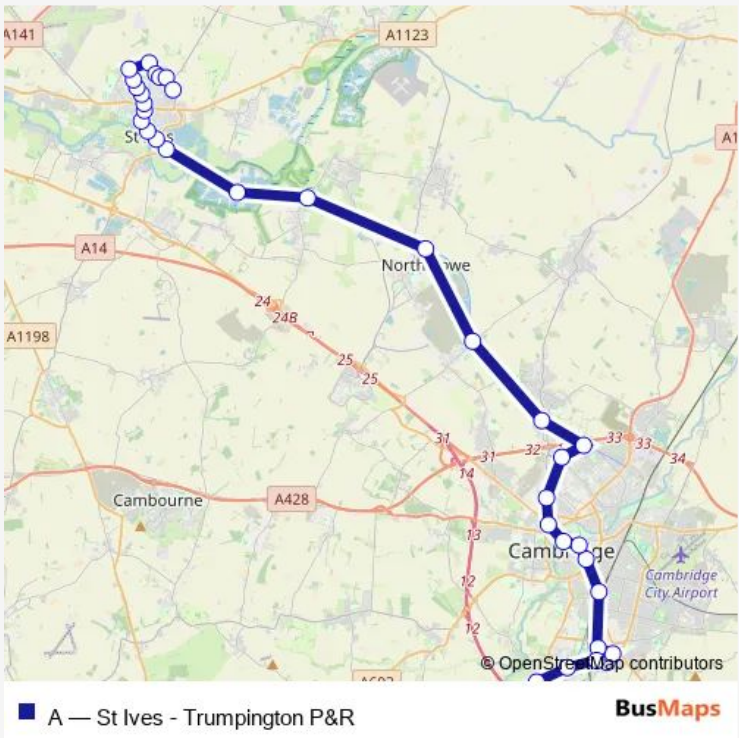 A141
A1123
St Ives
A1
A14
Northstowe
24
24B
A1198
25
25
31
33
33
32
31
34
14
Cambourne
A428
13
Cambridge
Cambridge
City Airport
12
12
© OpenStreetMap contributors
A603
A — St Ives - Trumpington P&R
BusMaps